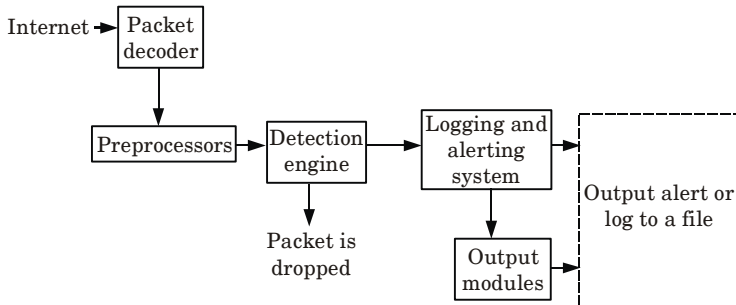 Internet
Packet
decoder
Preprocessors
Detection
engine
Packet is
dropped
Logging and
alerting
system
Output
modules
Output alert or
log to a file